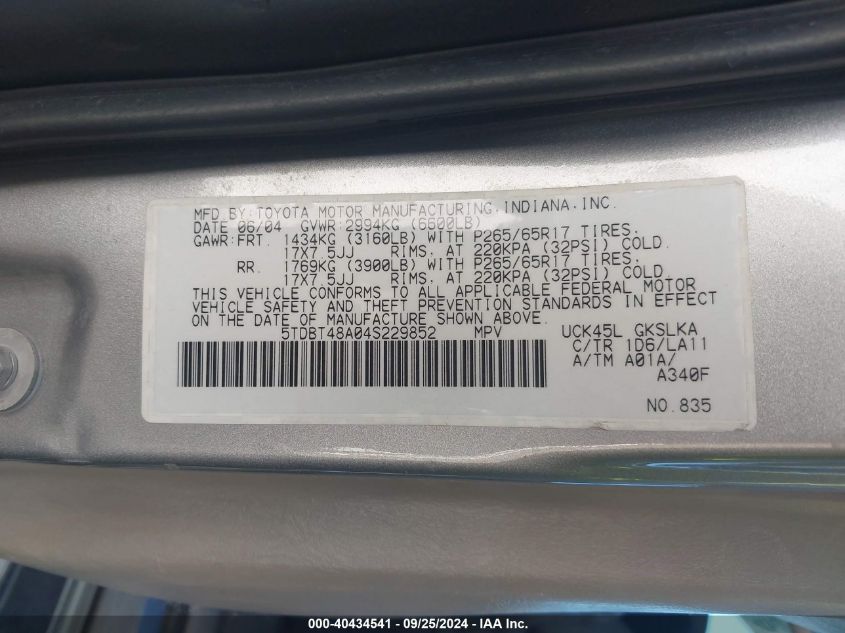 MFD.BY:TOYOTA MOTOR MANUFACTURING,INDIANA,INC.
DATE 06/04 GVWR:2994KG (6600LB)
GAWR:FRT. 1434KG (3160LB) WITH P265/65R17 TIRES.
17X7.5JJ RIMS. AT 220KPA (32PSI) COLD.
RR. 1769KG (3900LB) WITH P265/65R17 TIRES.
17X7.5JJ RIMS. AT 220KPA (32PSI) COLD.
THIS VEHICLE CONFORMS TO ALL APPLICABLE FEDERAL MOTOR
VEHICLE SAFETY AND THEFT PREVENTION STANDARDS IN EFFECT
ON THE DATE OF MANUFACTURE SHOWN ABOVE.
5TDBT48A04S229852 MPV UCK45L GKSLKA
C/TR 1D6/LA11
A/TM A01A/
A340F
NO.835
000-40434541 - 09/25/2024 - © IAA Inc.